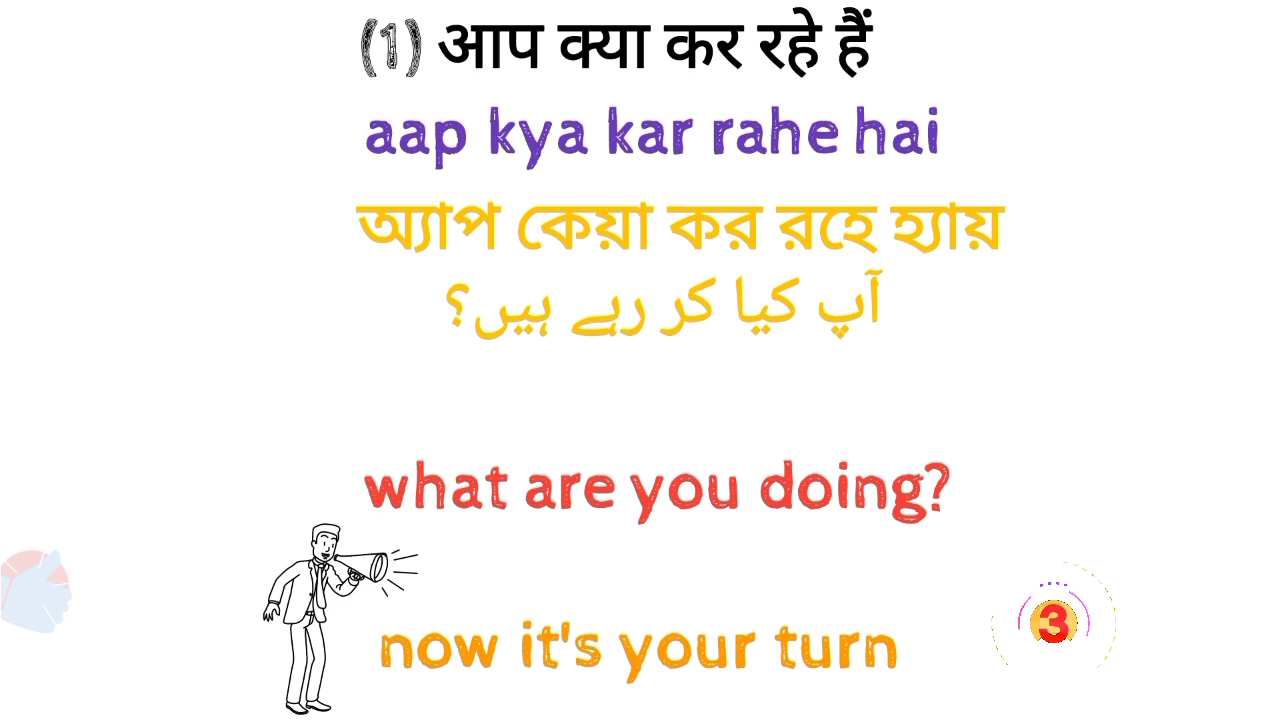 (1) आप क्या कर रहे हैं
aap kya kar rahe hai
অ্যাপ কেয়া কর রহে হ্যায়
آپ کیا کر رہے ہیں؟
what are you doing?
now it's your turn
3